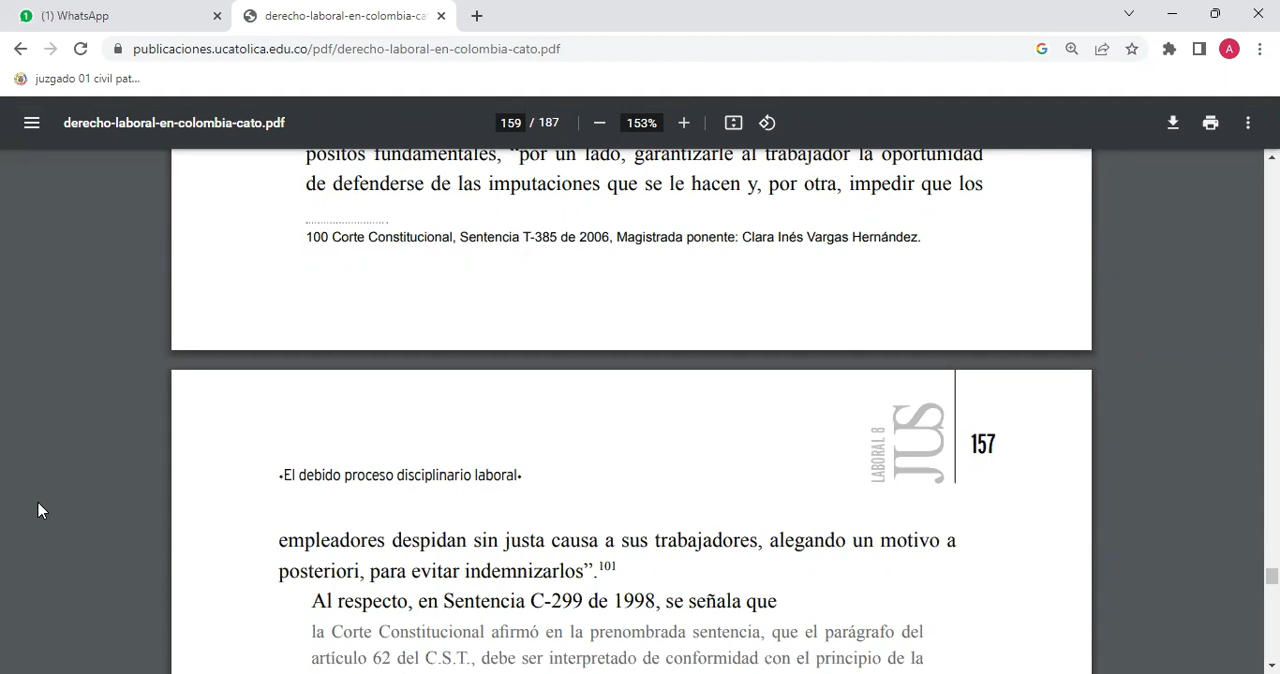 (1) WhatsApp
derecho-laboral-en-colombia-ca
publicaciones.ucatolica.edu.co/pdf/derecho-laboral-en-colombia-cato.pdf
A
juzgado 01 civil pat...
derecho-laboral-en-colombia-cato.pdf
159 / 187
153%
pósitos fundamentales, “por un lado, garantizarle al trabajador la oportunidad
de defenderse de las imputaciones que se le hacen y, por otra, impedir que los
100 Corte Constitucional, Sentencia T-385 de 2006, Magistrada ponente: Clara Inés Vargas Hernández.
LABORAL 8
JUS
157
•El debido proceso disciplinario laboral•
empleadores despidan sin justa causa a sus trabajadores, alegando un motivo a
posteriori, para evitar indemnizarlos”.101
Al respecto, en Sentencia C-299 de 1998, se señala que
la Corte Constitucional afirmó en la prenombrada sentencia, que el parágrafo del
artículo 62 del C.S.T., debe ser interpretado de conformidad con el principio de la